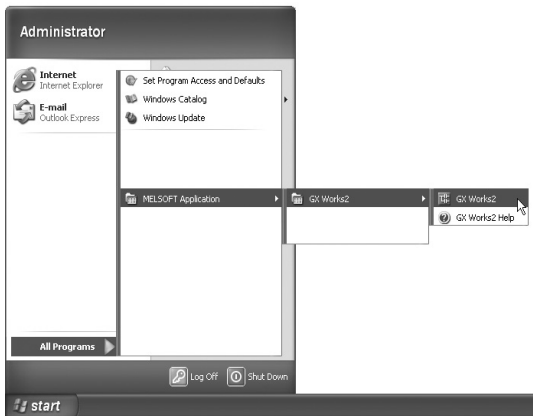 Administrator
Internet
Internet Explorer
E-mail
Outlook Express
Set Program Access and Defaults
Windows Catalog
Windows Update
MELSOFT Application
GX Works2
GX Works2
GX Works2 Help
All Programs
Log Off
Shut Down
start